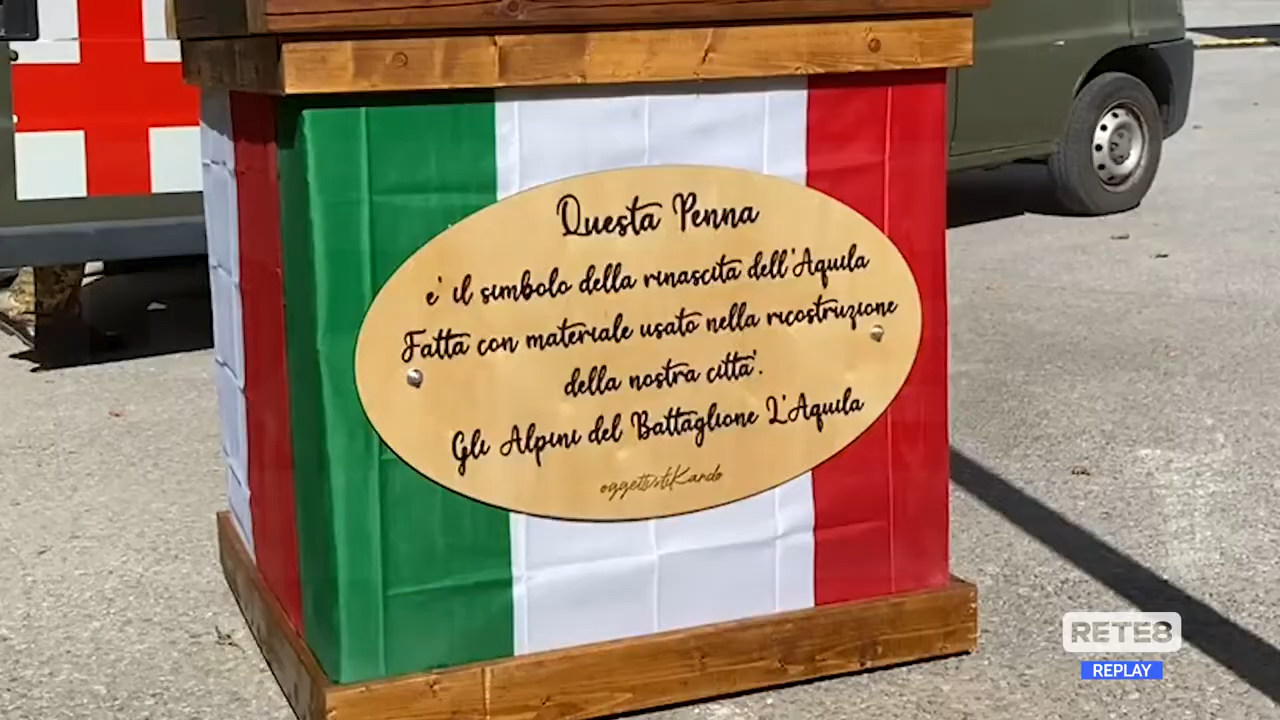 Questa Penna
e' il simbolo della rinascita dell'Aquila
Fatta con materiale usato nella ricostruzione
della nostra citta'.
Gli Alpini del Battaglione L'Aquila
oggettistiKando
RETE8
REPLAY